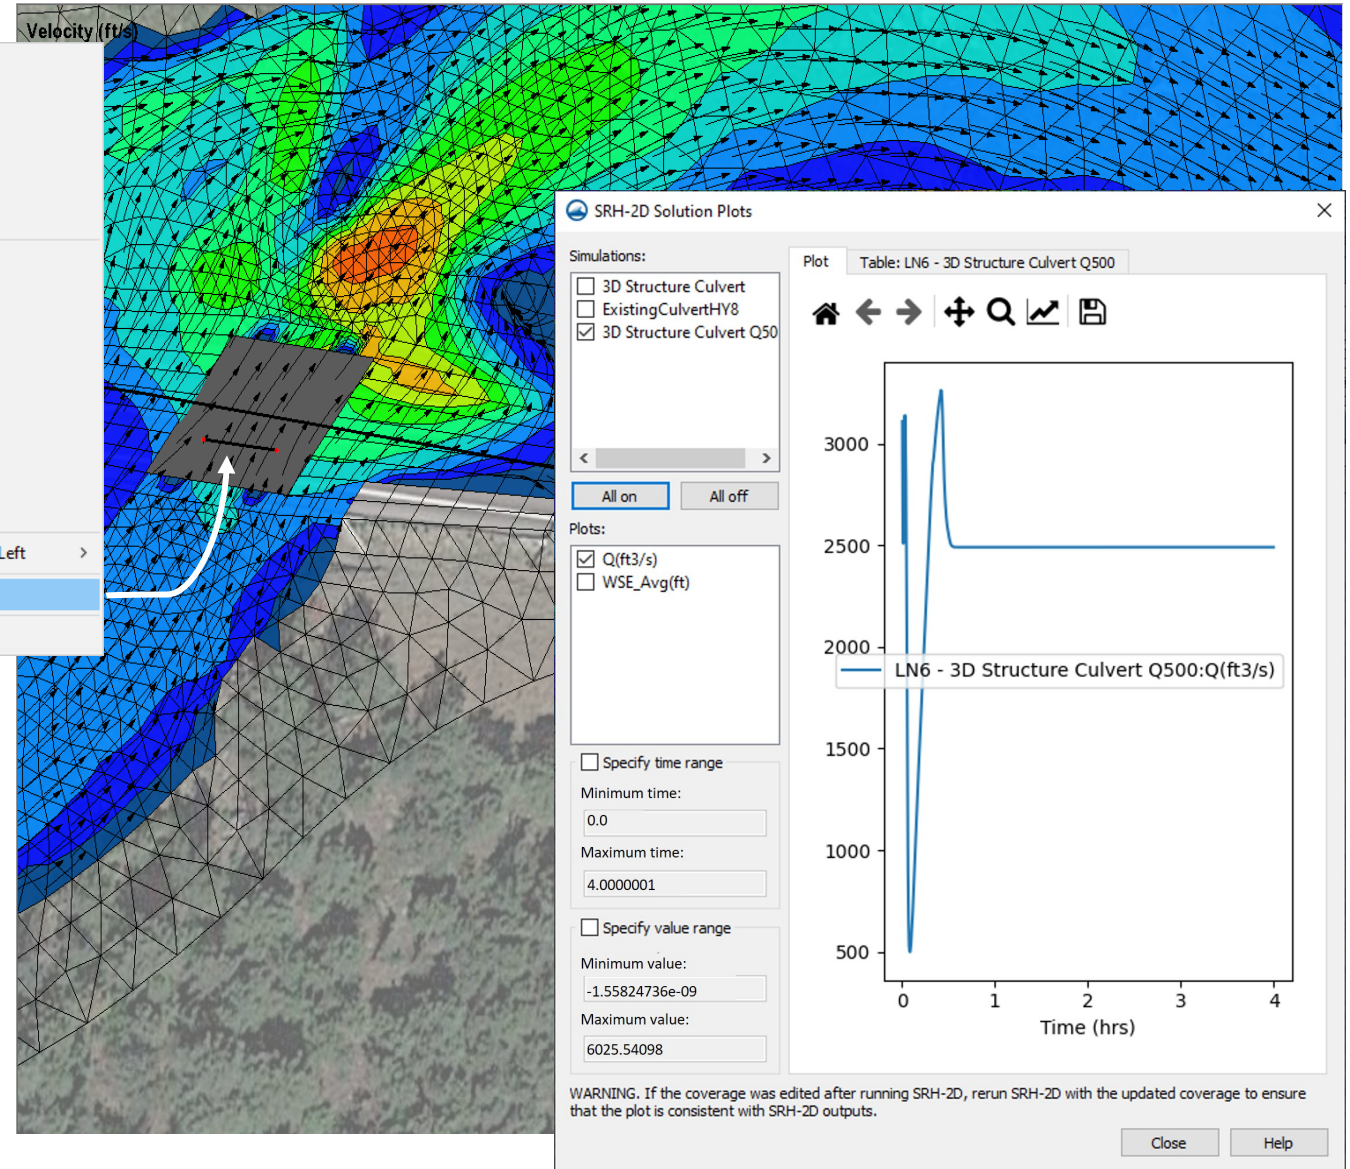 Velocity (ft/s)
Left
SRH-2D Solution Plots
Simulations:
3D Structure Culvert
ExistingCulvertHY8
3D Structure Culvert Q50
All on
All off
Plots:
Q(ft3/s)
WSE_Avg(ft)
Specify time range
Minimum time:
0.0
Maximum time:
4.0000001
Specify value range
Minimum value:
-1.55824736e-09
Maximum value:
6025.54098
Plot
Table: LN6 - 3D Structure Culvert Q500
3000
2500
2000
LN6 - 3D Structure Culvert Q500:Q(ft3/s)
1500
1000
500
0 1 2 3 4
Time (hrs)
WARNING. If the coverage was edited after running SRH-2D, rerun SRH-2D with the updated coverage to ensure
that the plot is consistent with SRH-2D outputs.
Close
Help